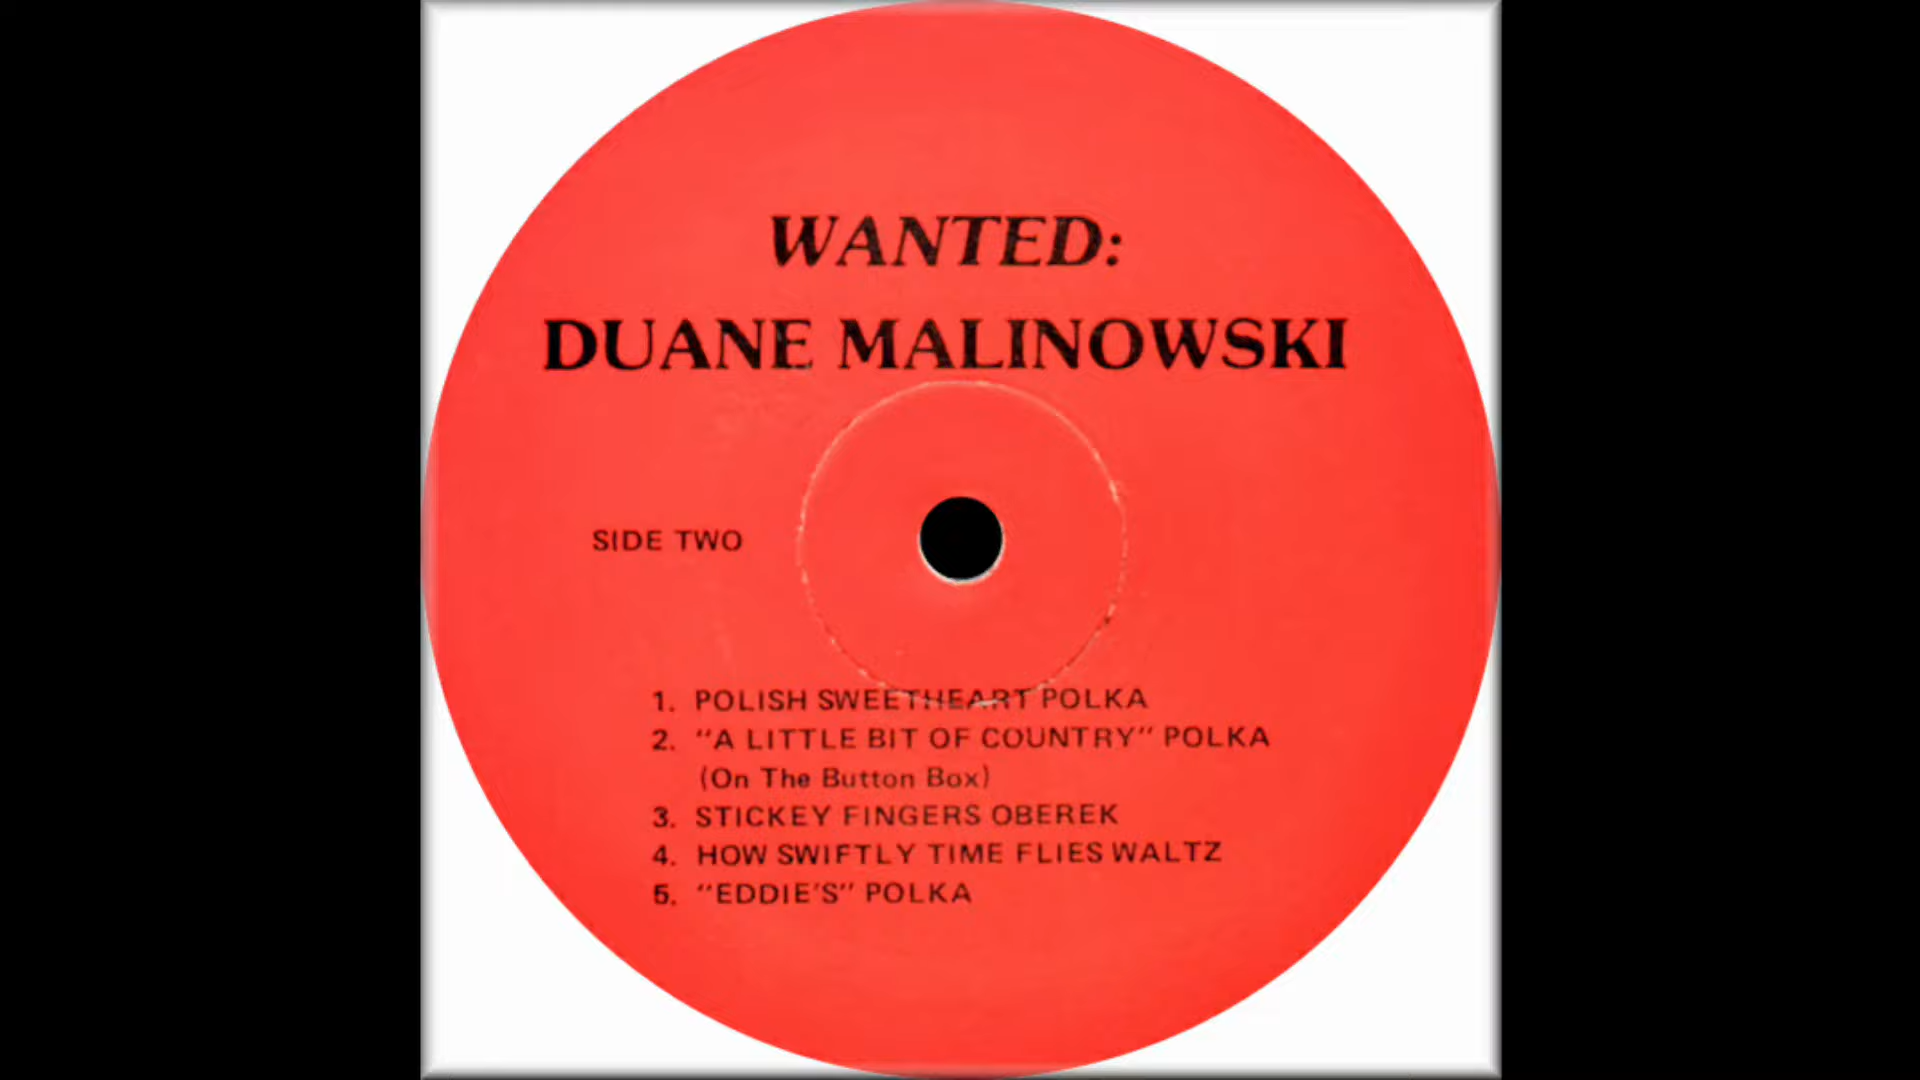 WANTED:
DUANE MALINOWSKI
SIDE TWO
1. POLISH SWEETHEART POLKA
2. "A LITTLE BIT OF COUNTRY" POLKA
(On The Button Box)
3. STICKEY FINGERS OBEREK
4. HOW SWIFTLY TIME FLIES WALTZ
5. "EDDIE'S" POLKA